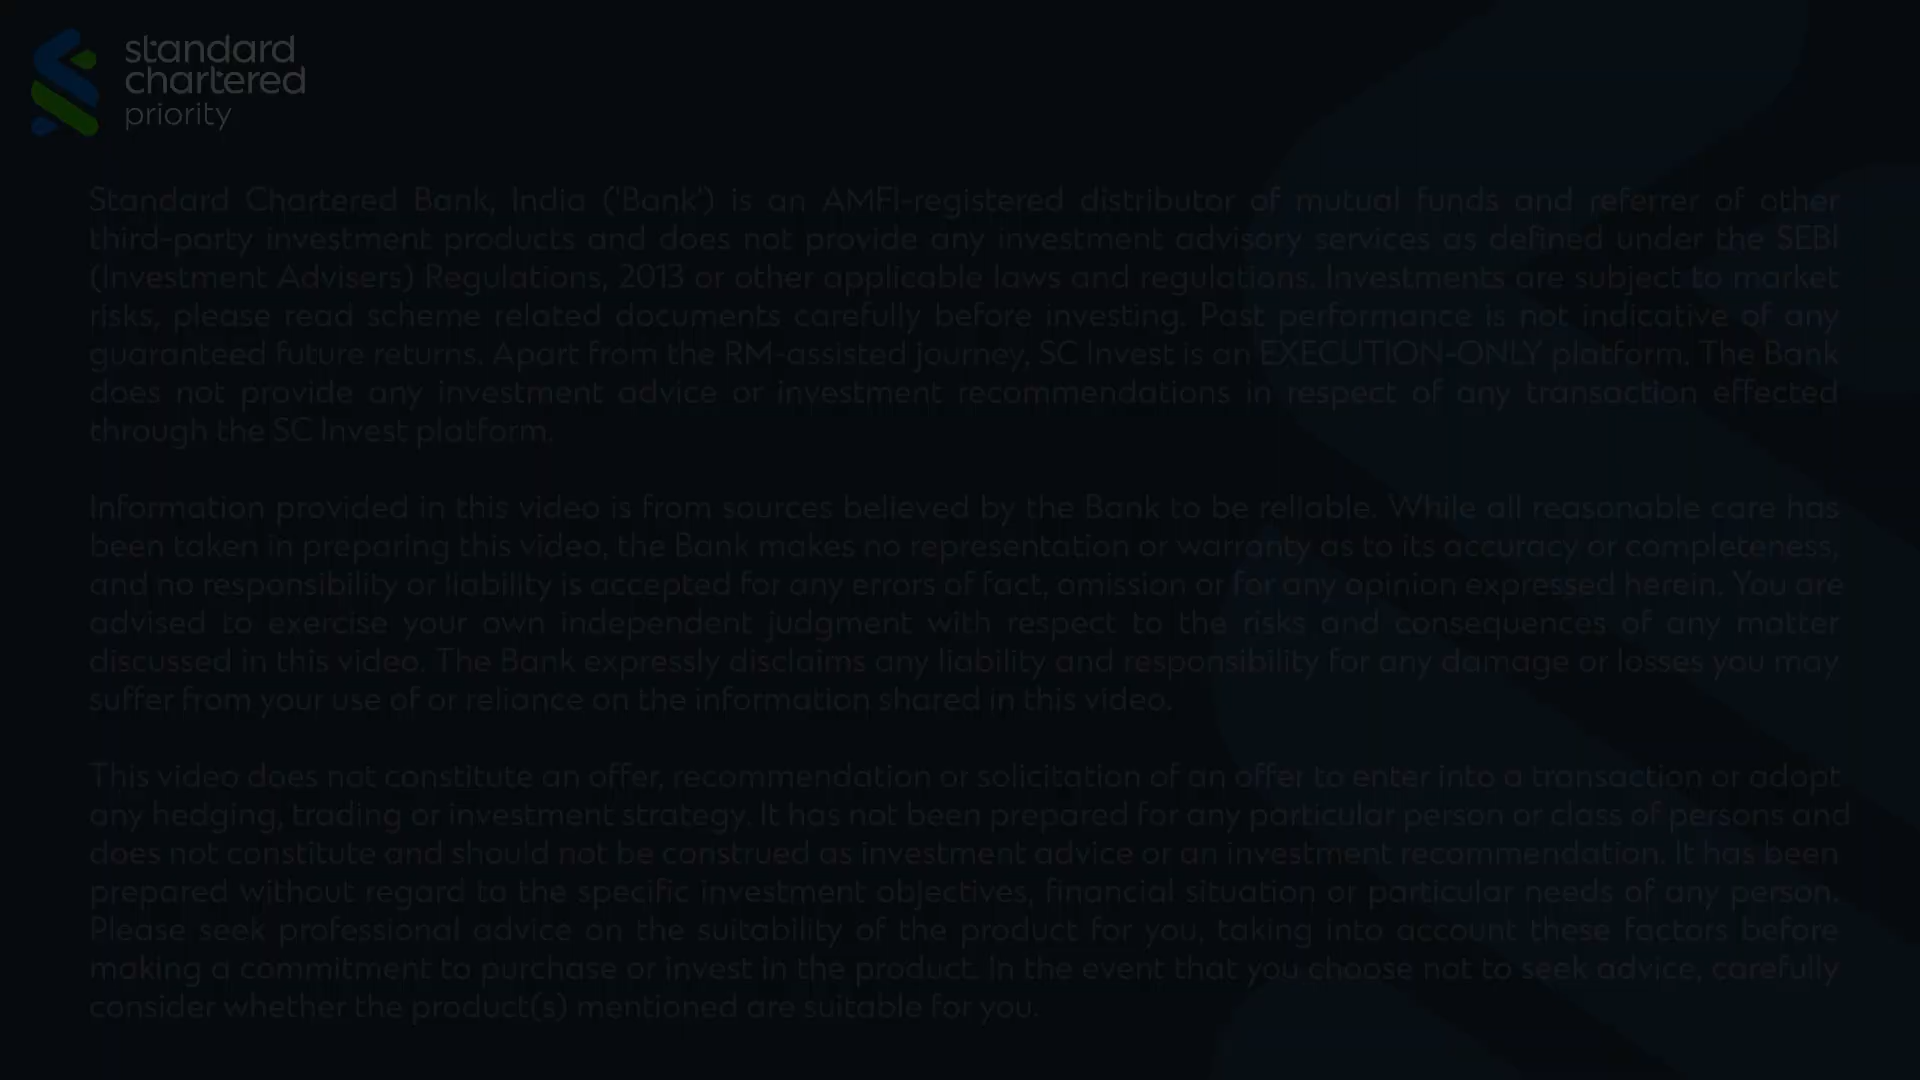 standard
chartered
priority
Standard Chartered Bank, India (‘Bank’) is an AMFI-registered distributor of mutual funds and referrer of other
third-party investment products and does not provide any investment advisory services as defined under the SEBI
(Investment Advisers) Regulations, 2013 or other applicable laws and regulations. Investments are subject to market
risks, please read scheme related documents carefully before investing. Past performance is not indicative of any
guaranteed future returns. Apart from the RM-assisted journey, SC Invest is an EXECUTION-ONLY platform. The Bank
does not provide any investment advice or investment recommendations in respect of any transaction effected
through the SC Invest platform.
Information provided in this video is from sources believed by the Bank to be reliable. While all reasonable care has
been taken in preparing this video, the Bank makes no representation or warranty as to its accuracy or completeness,
and no responsibility or liability is accepted for any errors of fact, omission or for any opinion expressed herein. You are
advised to exercise your own independent judgment with respect to the risks and consequences of any matter
discussed in this video. The Bank expressly disclaims any liability and responsibility for any damage or losses you may
suffer from your use of or reliance on the information shared in this video.
This video does not constitute an offer, recommendation or solicitation of an offer to enter into a transaction or adopt
any hedging, trading or investment strategy. It has not been prepared for any particular person or class of persons and
does not constitute and should not be construed as investment advice or an investment recommendation. It has been
prepared without regard to the specific investment objectives, financial situation or particular needs of any person.
Please seek professional advice on the suitability of the product for you, taking into account these factors before
making a commitment to purchase or invest in the product. In the event that you choose not to seek advice, carefully
consider whether the product(s) mentioned are suitable for you.